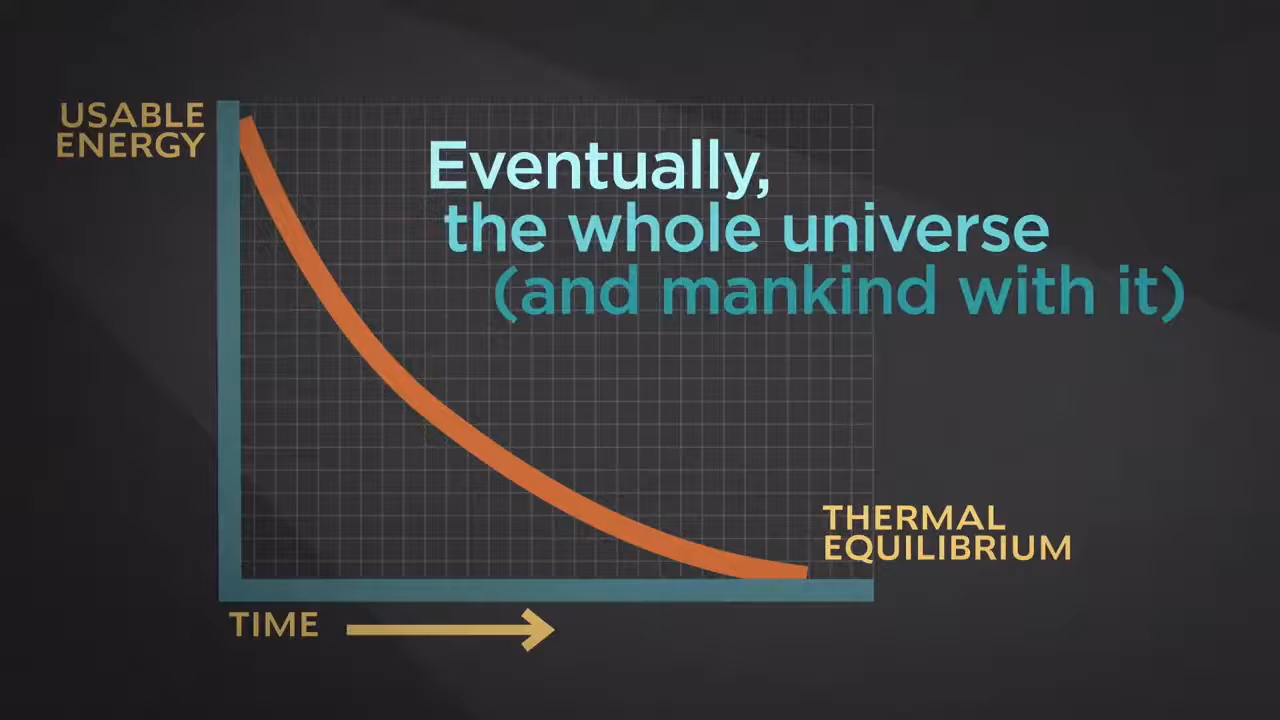 USABLE
ENERGY
Eventually,
the whole universe
(and mankind with it)
THERMAL
EQUILIBRIUM
TIME